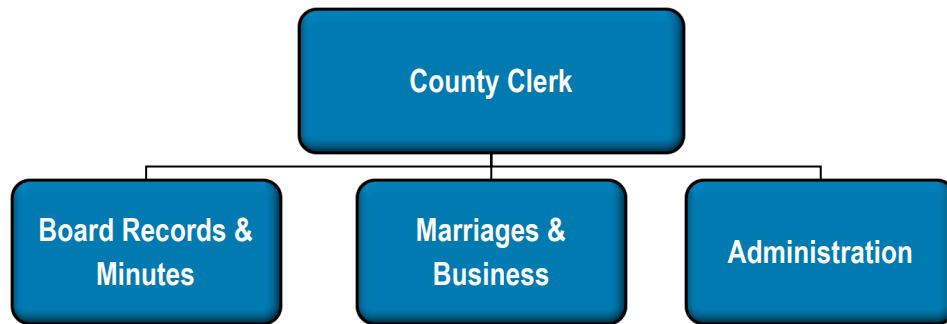 County Clerk
Board Records &
Minutes
Marriages &
Business
Administration